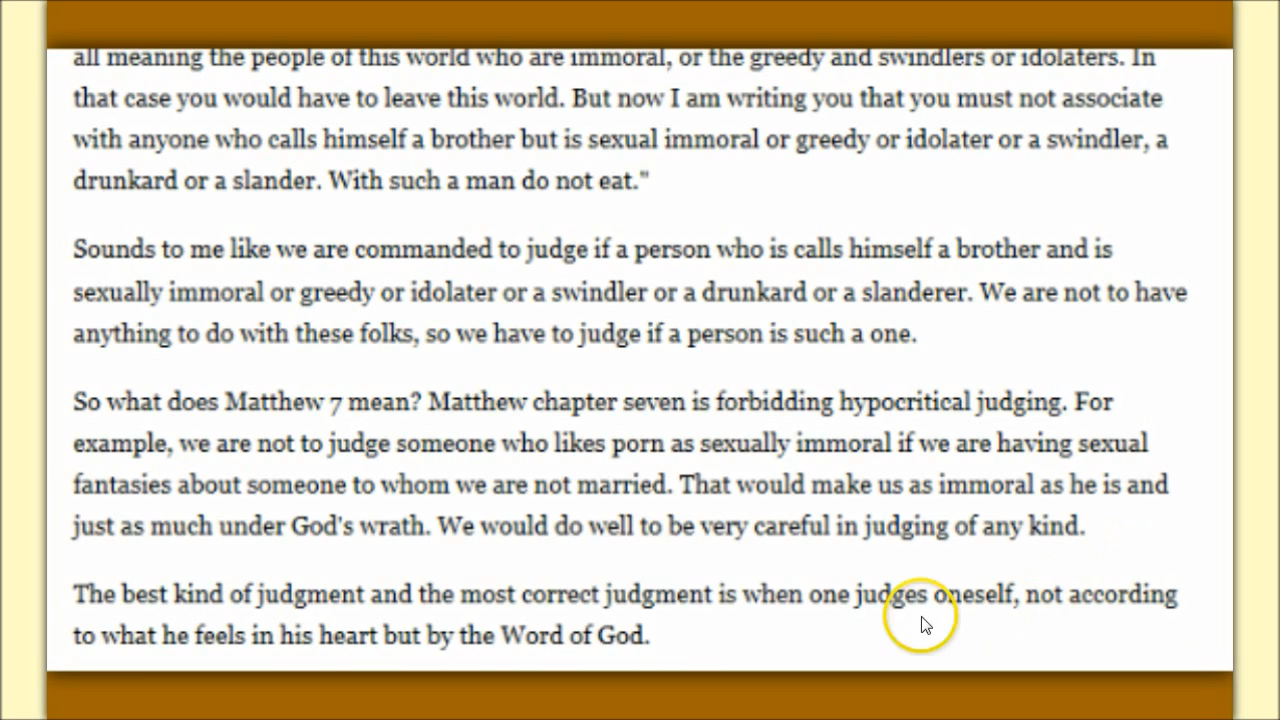 all meaning the people of this world who are immoral, or the greedy and swindlers or idolaters. In
that case you would have to leave this world. But now I am writing you that you must not associate
with anyone who calls himself a brother but is sexual immoral or greedy or idolater or a swindler, a
drunkard or a slander. With such a man do not eat."
Sounds to me like we are commanded to judge if a person who is calls himself a brother and is
sexually immoral or greedy or idolater or a swindler or a drunkard or a slanderer. We are not to have
anything to do with these folks, so we have to judge if a person is such a one.
So what does Matthew 7 mean? Matthew chapter seven is forbidding hypocritical judging. For
example, we are not to judge someone who likes porn as sexually immoral if we are having sexual
fantasies about someone to whom we are not married. That would make us as immoral as he is and
just as much under God's wrath. We would do well to be very careful in judging of any kind.
The best kind of judgment and the most correct judgment is when one judges oneself, not according
to what he feels in his heart but by the Word of God.